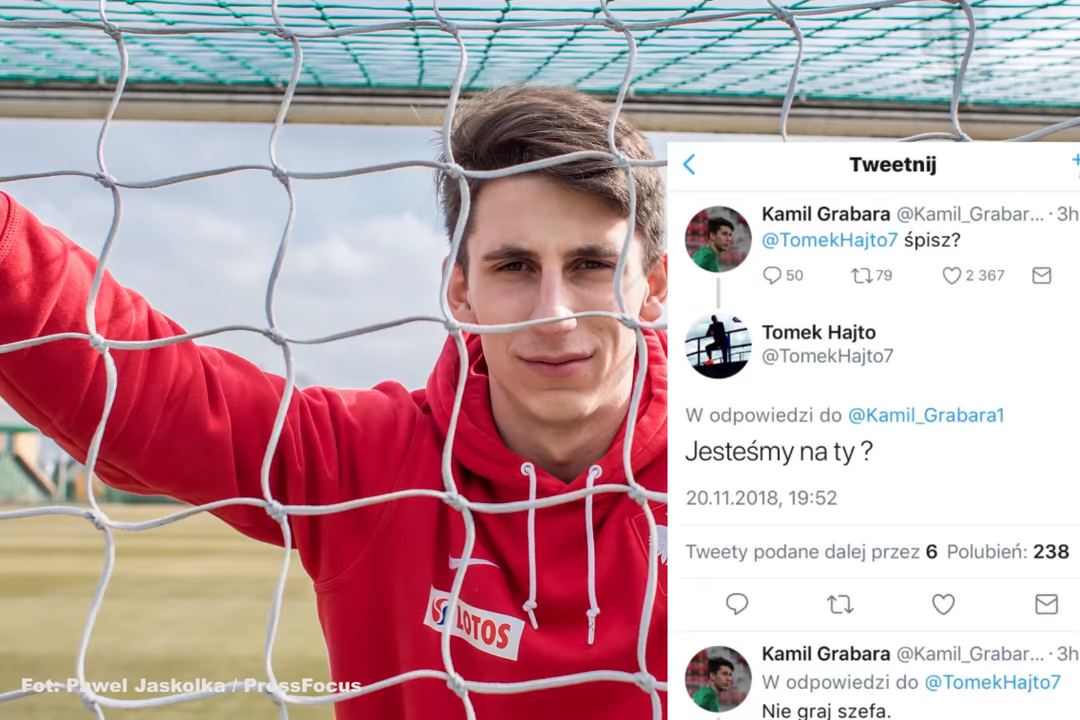 Tweetnij
Kamil Grabara @Kamil_Grabar... · 3h
@TomekHajto7 śpisz?
50 79 2 367
Tomek Hajto
@TomekHajto7
W odpowiedzi do @Kamil_Grabara1
Jesteśmy na ty ?
20.11.2018, 19:52
Tweety podane dalej przez 6 Polubień: 238
Kamil Grabara @Kamil_Grabar... · 3h
W odpowiedzi do @TomekHajto7
Nie graj szefa.
LOTOS
Fot: Pawel Jaskolka / PressFocus